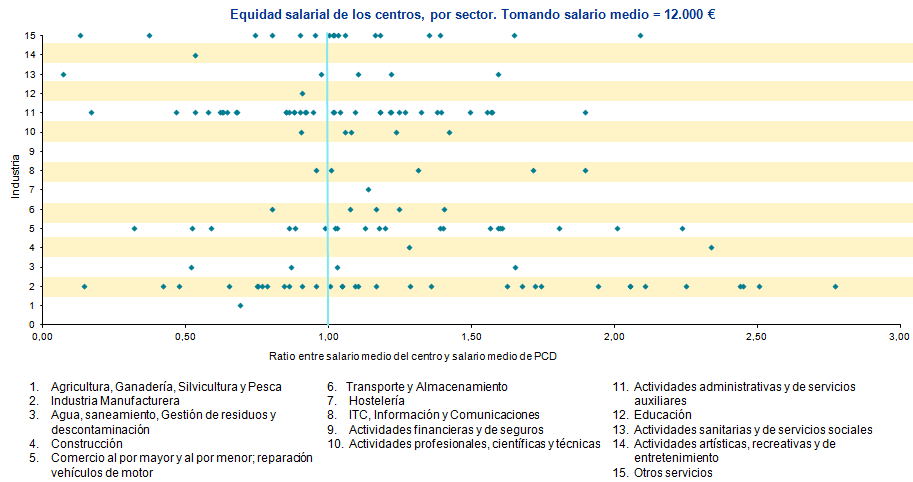 Equidad salarial de los centros, por sector. Tomando salario medio = 12.000 €
15
14
13
12
11
10
9
8
7
6
5
4
3
2
1
0
Industria
0,00 0,50 1,00 1,50 2,00 2,50 3,00
Ratio entre salario medio del centro y salario medio de PCD
1. Agricultura, Ganadería, Silvicultura y Pesca
2. Industria Manufacturera
3. Agua, saneamiento, Gestión de residuos y
descontaminación
4. Construcción
5. Comercio al por mayor y al por menor; reparación
vehículos de motor
6. Transporte y Almacenamiento
7. Hostelería
8. ITC, Información y Comunicaciones
9. Actividades financieras y de seguros
10. Actividades profesionales, científicas y técnicas
11. Actividades administrativas y de servicios
auxiliares
12. Educación
13. Actividades sanitarias y de servicios sociales
14. Actividades artísticas, recreativas y de
entretenimiento
15. Otros servicios